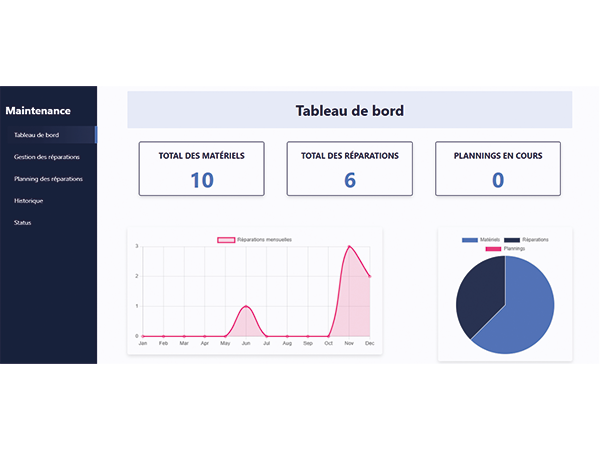 Maintenance
Tableau de bord
Gestion des réparations
Planning des réparations
Historique
Status
Tableau de bord
TOTAL DES MATÉRIELS
10
TOTAL DES RÉPARATIONS
6
PLANNINGS EN COURS
0
Réparations mensuelles
3
2
1
0
Jan Feb Mar Apr May Jun Jul Aug Sep Oct Nov Dec
Matériels Réparations
Plannings